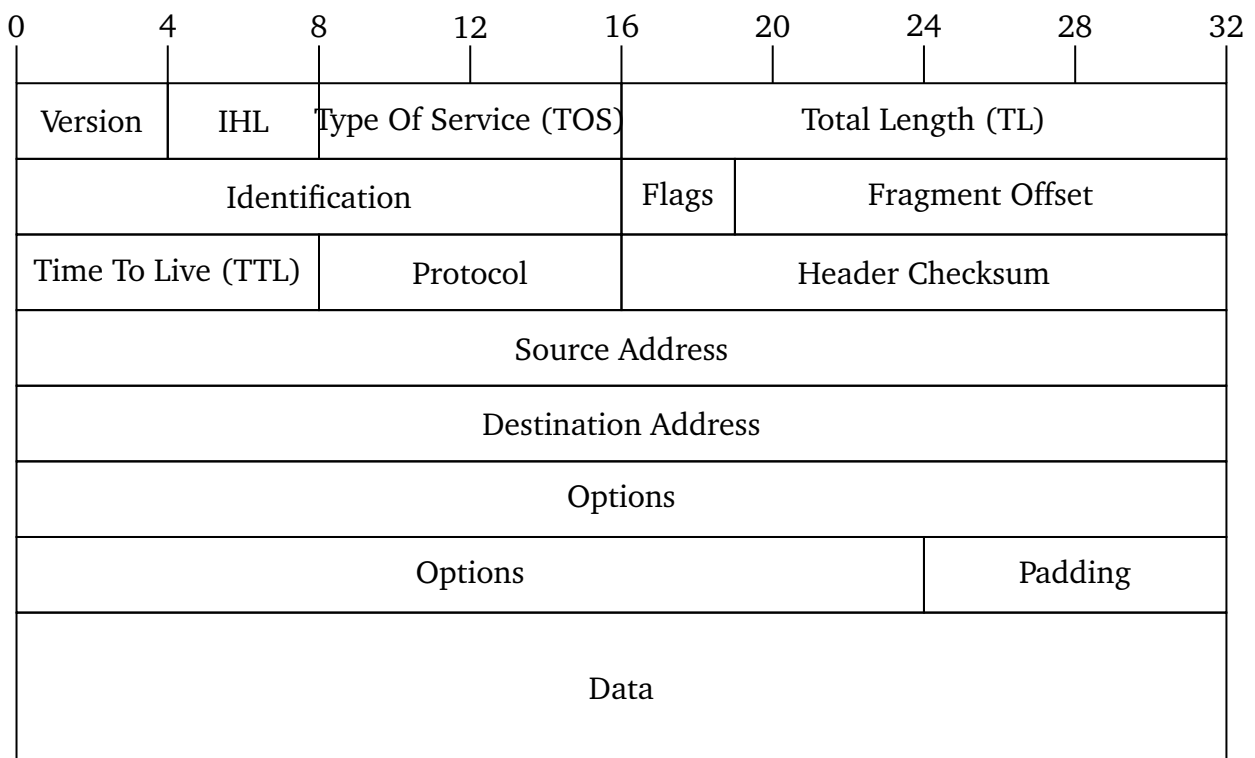 0 4 8 12 16 20 24 28 32
Version IHL Type Of Service (TOS) Total Length (TL)
Identification Flags Fragment Offset
Time To Live (TTL) Protocol Header Checksum
Source Address
Destination Address
Options
Options Padding
Data